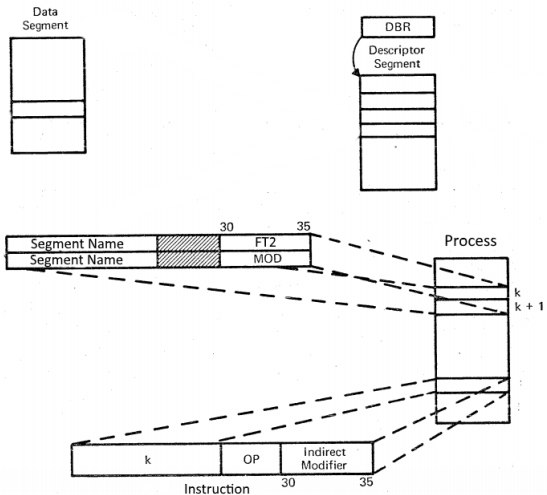 Data
Segment
DBR
Descriptor
Segment
30 35
Segment Name FT2
Segment Name MOD
Process
k
k + 1
k OP Indirect
Modifier
30 35
Instruction